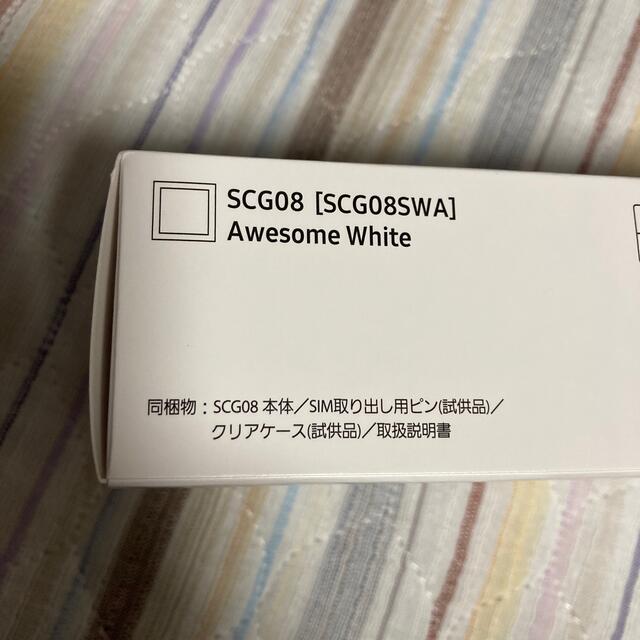 SCG08 [SCG08SWA]
Awesome White
同梱物：SCG08 本体／SIM取り出し用ピン(試供品)／
クリアケース(試供品)／取扱説明書